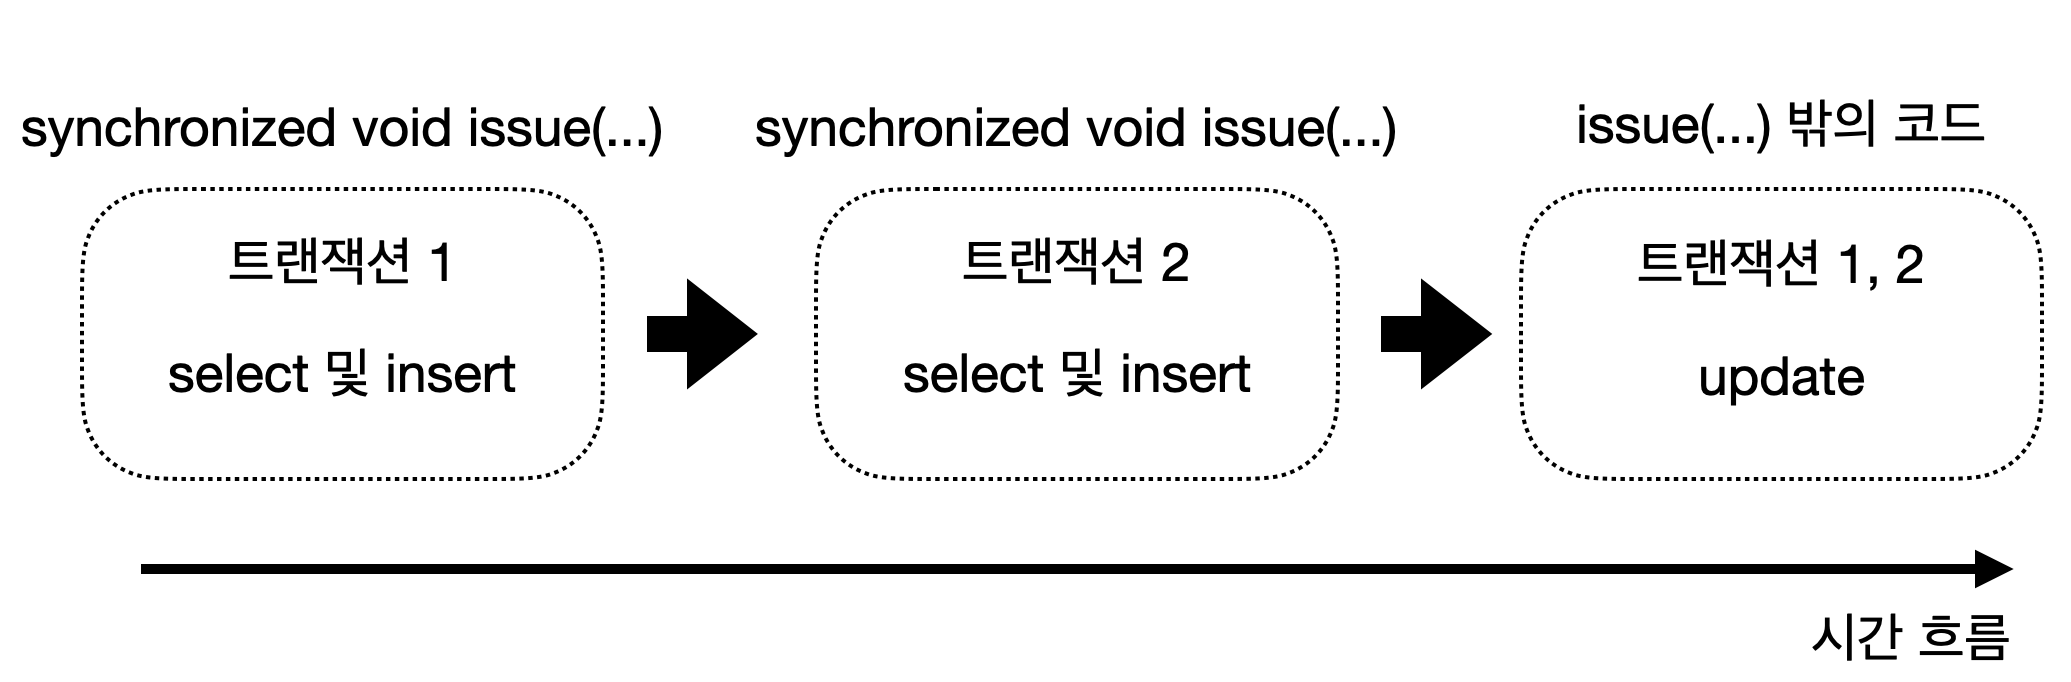 synchronized void issue(...)
synchronized void issue(...)
issue(...) 밖의 코드
트랜잭션 1
select 및 insert
트랜잭션 2
select 및 insert
트랜잭션 1, 2
update
시간 흐름